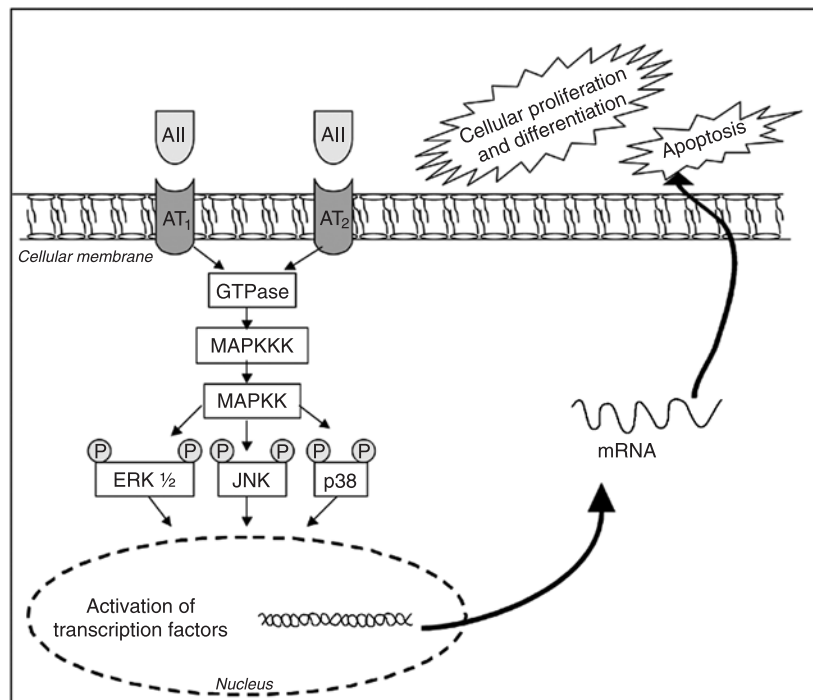 AII
AII
Cellular proliferation
and differentiation
Apoptosis
AT1
AT2
Cellular membrane
GTPase
MAPKKK
MAPKK
P
P
P
P
P
P
ERK ½
JNK
p38
mRNA
Activation of
transcription factors
Nucleus